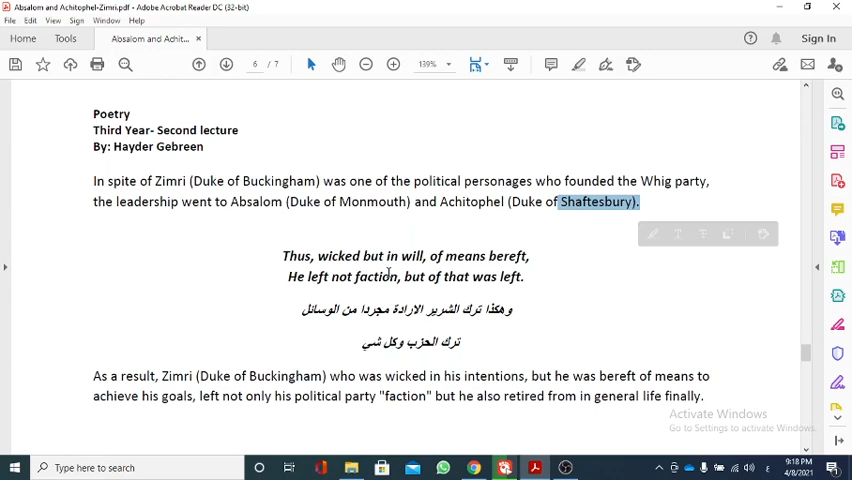 Absalom and Achitophel-Zimri.pdf - Adobe Acrobat Reader DC (32-bit)
File Edit View Sign Window Help
Home Tools Absalom and Achit... × Sign In
6 / 7 139%
Poetry
Third Year- Second lecture
By: Hayder Gebreen
In spite of Zimri (Duke of Buckingham) was one of the political personages who founded the Whig party,
the leadership went to Absalom (Duke of Monmouth) and Achitophel (Duke of Shaftesbury).
Thus, wicked but in will, of means bereft,
He left not faction, but of that was left.
وهكذا ترك الشرير الارادة مجردا من الوسائل
ترك الحزب وكل شي
As a result, Zimri (Duke of Buckingham) who was wicked in his intentions, but he was bereft of means to
achieve his goals, left not only his political party "faction" but he also retired from in general life finally.
Activate Windows
Go to Settings to activate Windows.
Type here to search
ع 9:18 PM
4/8/2021